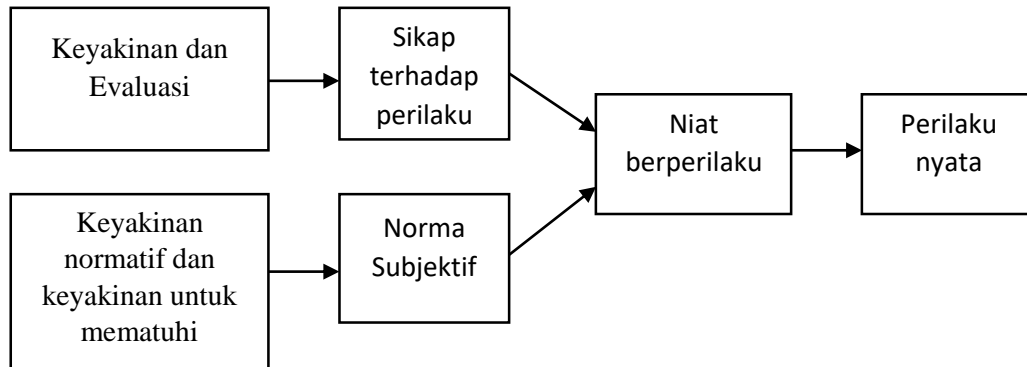 Keyakinan dan
Evaluasi
Sikap
terhadap
perilaku
Niat
berperilaku
Perilaku
nyata
Keyakinan
normatif dan
keyakinan untuk
mematuhi
Norma
Subjektif